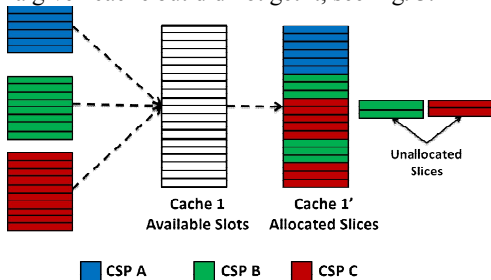 Unallocated
Slices
Cache 1
Available Slots
Cache 1'
Allocated Slices
CSP A
CSP B
CSP C